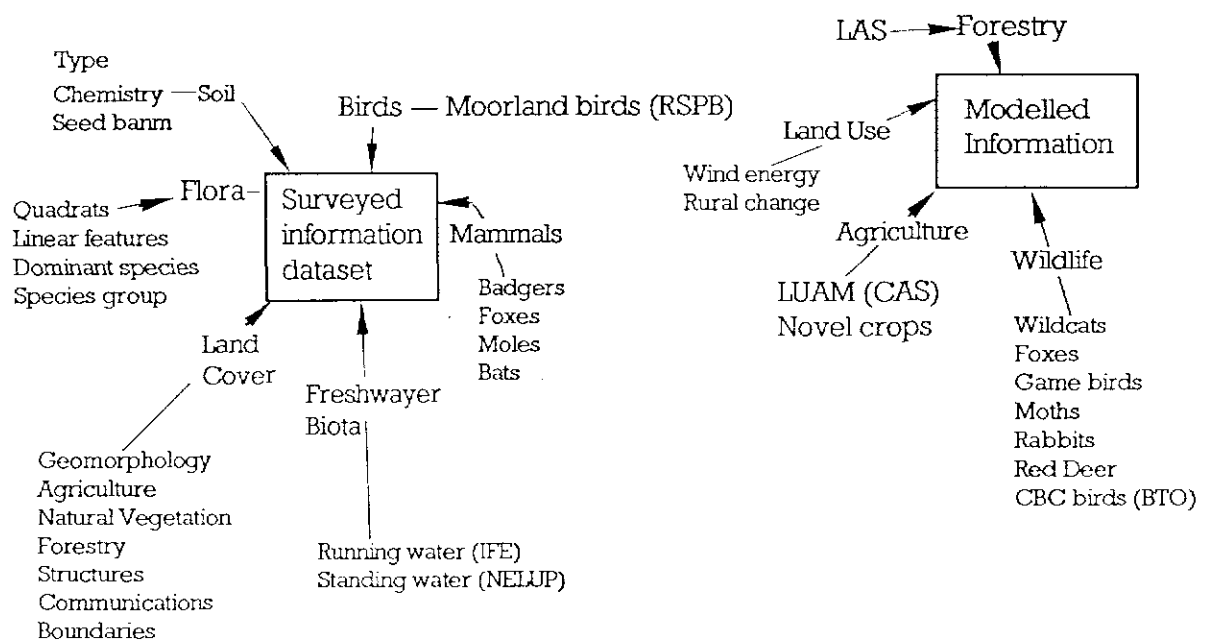 Type
Chemistry Soil
Seed banm
Birds Moorland birds (RSPB)
Flora
Quadrats
Linear features
Dominant species
Species group
Surveyed
information
dataset
Mammals
Badgers
Foxes
Moles
Bats
Land
Cover
Freshwayer
Biota
Geomorphology
Agriculture
Natural Vegetation
Forestry
Structures
Communications
Boundaries
Running water (IFE)
Standing water (NELUP)
LAS Forestry
Modelled
Information
Land Use
Wind energy
Rural change
Agriculture
LUAM (CAS)
Novel crops
Wildlife
Wildcats
Foxes
Game birds
Moths
Rabbits
Red Deer
CBC birds (BTO)